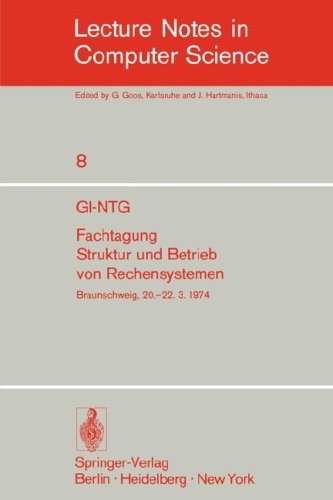 Lecture Notes in
Computer Science
Edited by G. Goos, Karlsruhe and J. Hartmanis, Ithaca
8
GI-NTG
Fachtagung
Struktur und Betrieb
von Rechensystemen
Braunschweig, 20.–22. 3. 1974
Springer-Verlag
Berlin · Heidelberg · New York